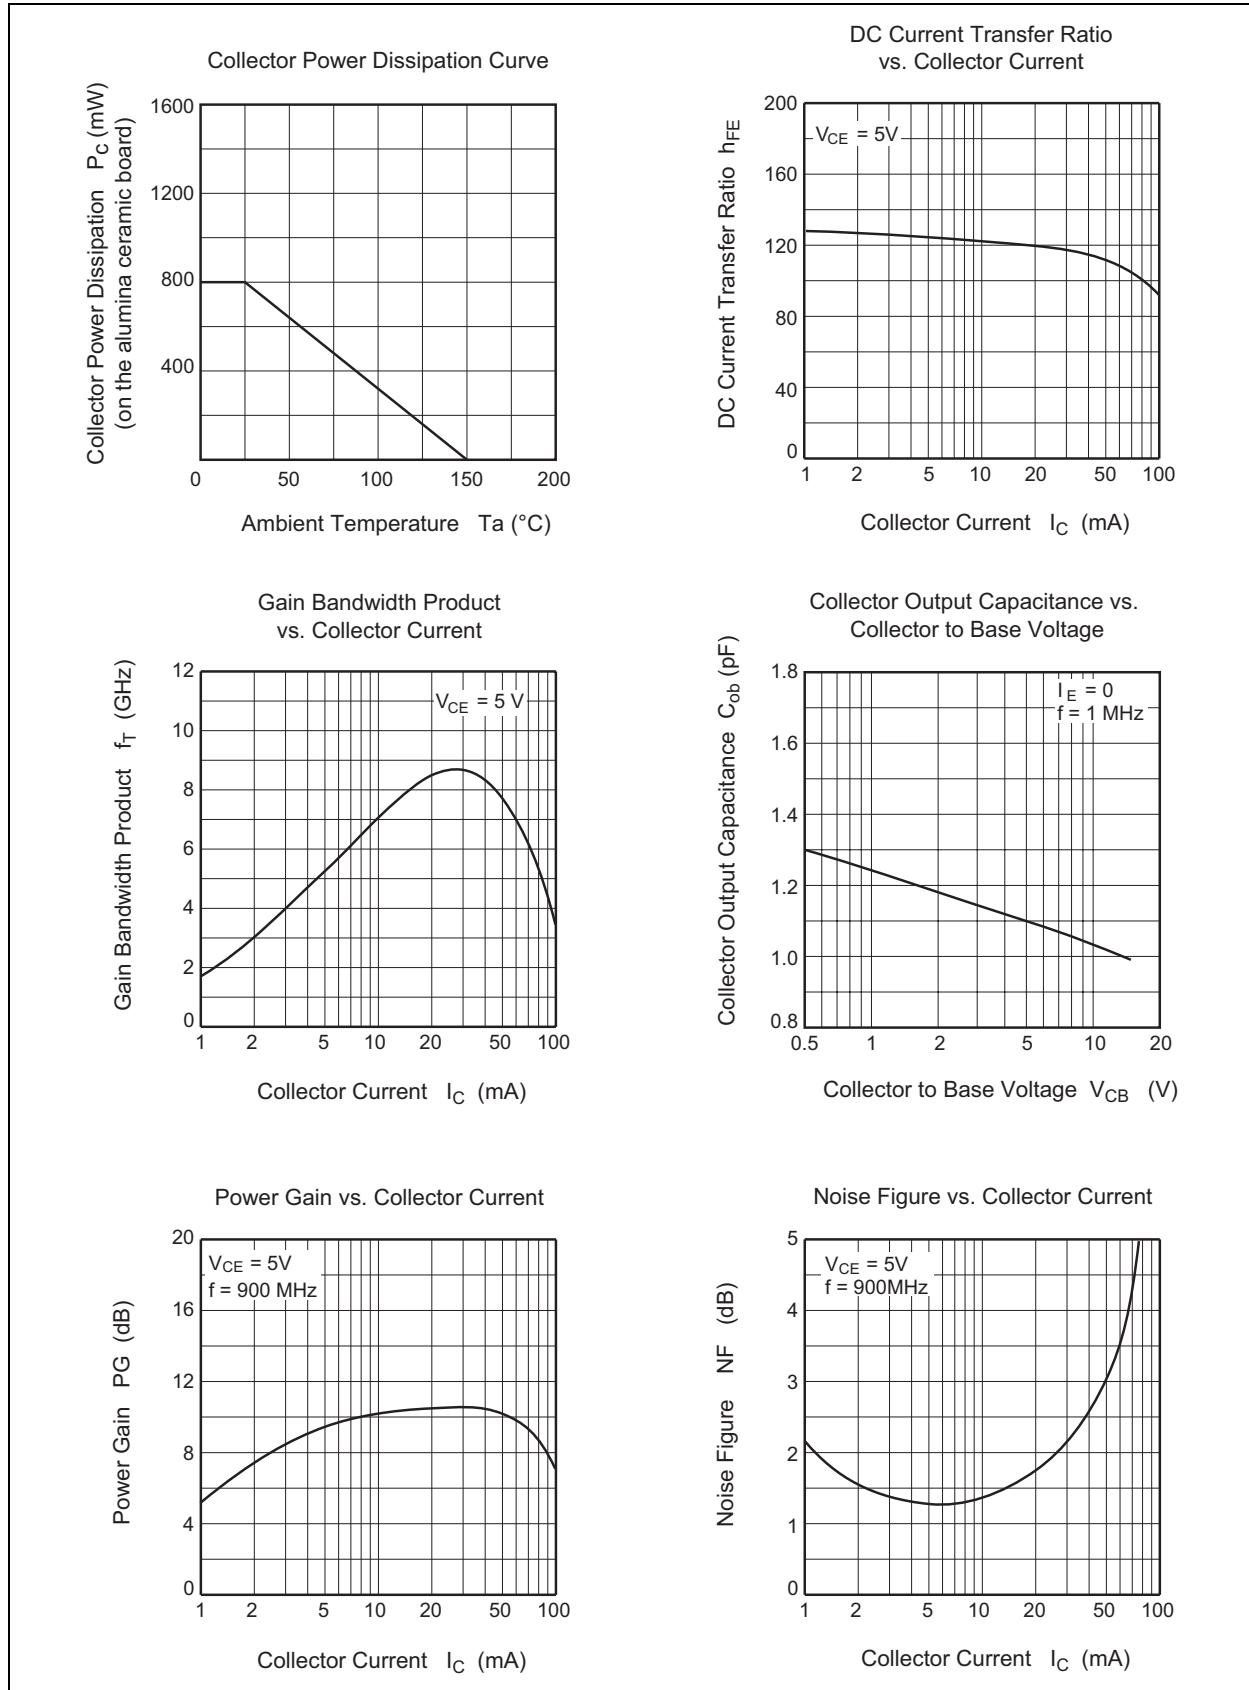 Collector Power Dissipation Curve
Collector Power Dissipation P_C (mW)
(on the alumina ceramic board)
1600
1200
800
400
0 50 100 150 200
Ambient Temperature Ta (°C)
DC Current Transfer Ratio
vs. Collector Current
DC Current Transfer Ratio h_FE
V_CE = 5V
200
160
120
80
40
0
1 2 5 10 20 50 100
Collector Current I_C (mA)
Gain Bandwidth Product
vs. Collector Current
Gain Bandwidth Product f_T (GHz)
V_CE = 5 V
12
10
8
6
4
2
0
1 2 5 10 20 50 100
Collector Current I_C (mA)
Collector Output Capacitance vs.
Collector to Base Voltage
Collector Output Capacitance C_ob (pF)
I_E = 0
f = 1 MHz
1.8
1.6
1.4
1.2
1.0
0.8
0.5 1 2 5 10 20
Collector to Base Voltage V_CB (V)
Power Gain vs. Collector Current
Power Gain PG (dB)
V_CE = 5V
f = 900 MHz
20
16
12
8
4
0
1 2 5 10 20 50 100
Collector Current I_C (mA)
Noise Figure vs. Collector Current
Noise Figure NF (dB)
V_CE = 5V
f = 900MHz
5
4
3
2
1
0
1 2 5 10 20 50 100
Collector Current I_C (mA)